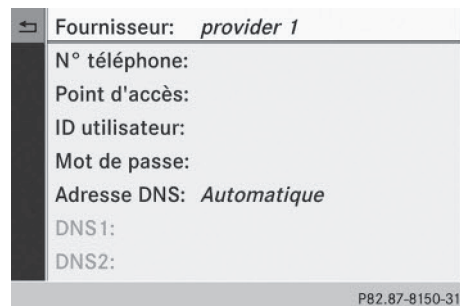 Fournisseur: provider 1
N° téléphone:
Point d'accès:
ID utilisateur:
Mot de passe:
Adresse DNS: Automatique
DNS1:
DNS2:
P82.87-8150-31